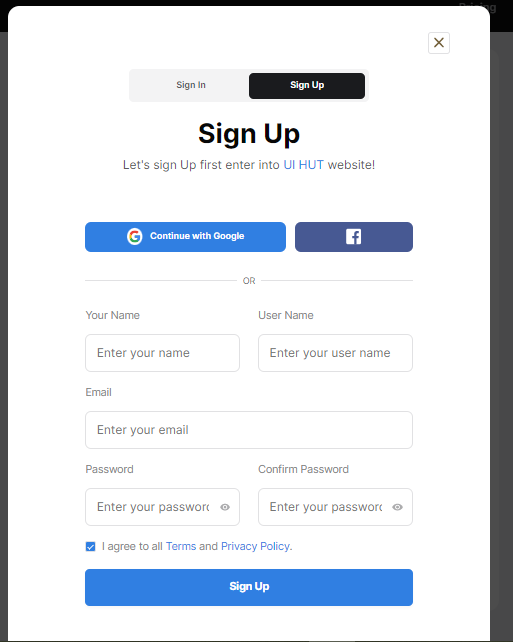 Pricing
Sign In Sign Up
Sign Up
Let's sign Up first enter into UI HUT website!
Continue with Google
OR
Your Name User Name
Enter your name Enter your user name
Email
Enter your email
Password Confirm Password
Enter your password Enter your password
I agree to all Terms and Privacy Policy.
Sign Up